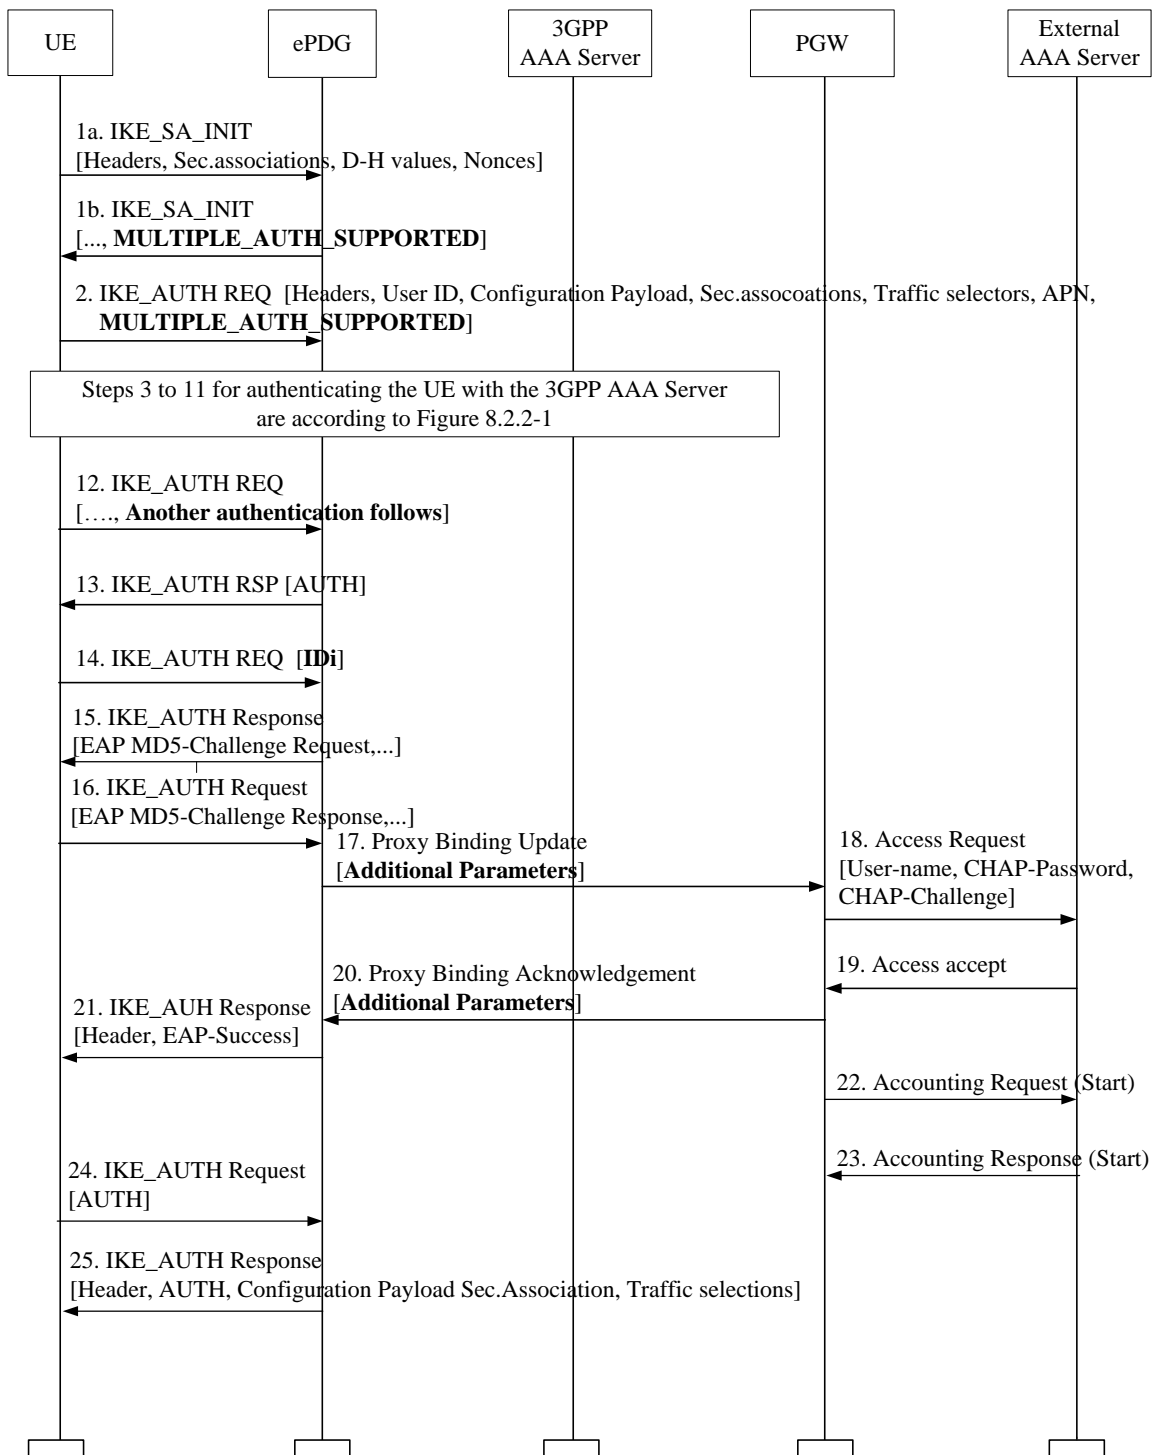 UE
ePDG
3GPP
AAA Server
PGW
External
AAA Server
1a. IKE_SA_INIT
[Headers, Sec.associations, D-H values, Nonces]
1b. IKE_SA_INIT
[..., MULTIPLE_AUTH_SUPPORTED]
2. IKE_AUTH REQ [Headers, User ID, Configuration Payload, Sec.assocoations, Traffic selectors, APN,
MULTIPLE_AUTH_SUPPORTED]
Steps 3 to 11 for authenticating the UE with the 3GPP AAA Server
are according to Figure 8.2.2-1
12. IKE_AUTH REQ
[…., Another authentication follows]
13. IKE_AUTH RSP [AUTH]
14. IKE_AUTH REQ [IDi]
15. IKE_AUTH Response
[EAP MD5-Challenge Request,...]
16. IKE_AUTH Request
[EAP MD5-Challenge Response,...]
17. Proxy Binding Update
[Additional Parameters]
18. Access Request
[User-name, CHAP-Password,
CHAP-Challenge]
19. Access accept
20. Proxy Binding Acknowledgement
[Additional Parameters]
21. IKE_AUH Response
[Header, EAP-Success]
22. Accounting Request (Start)
23. Accounting Response (Start)
24. IKE_AUTH Request
[AUTH]
25. IKE_AUTH Response
[Header, AUTH, Configuration Payload Sec.Association, Traffic selections]